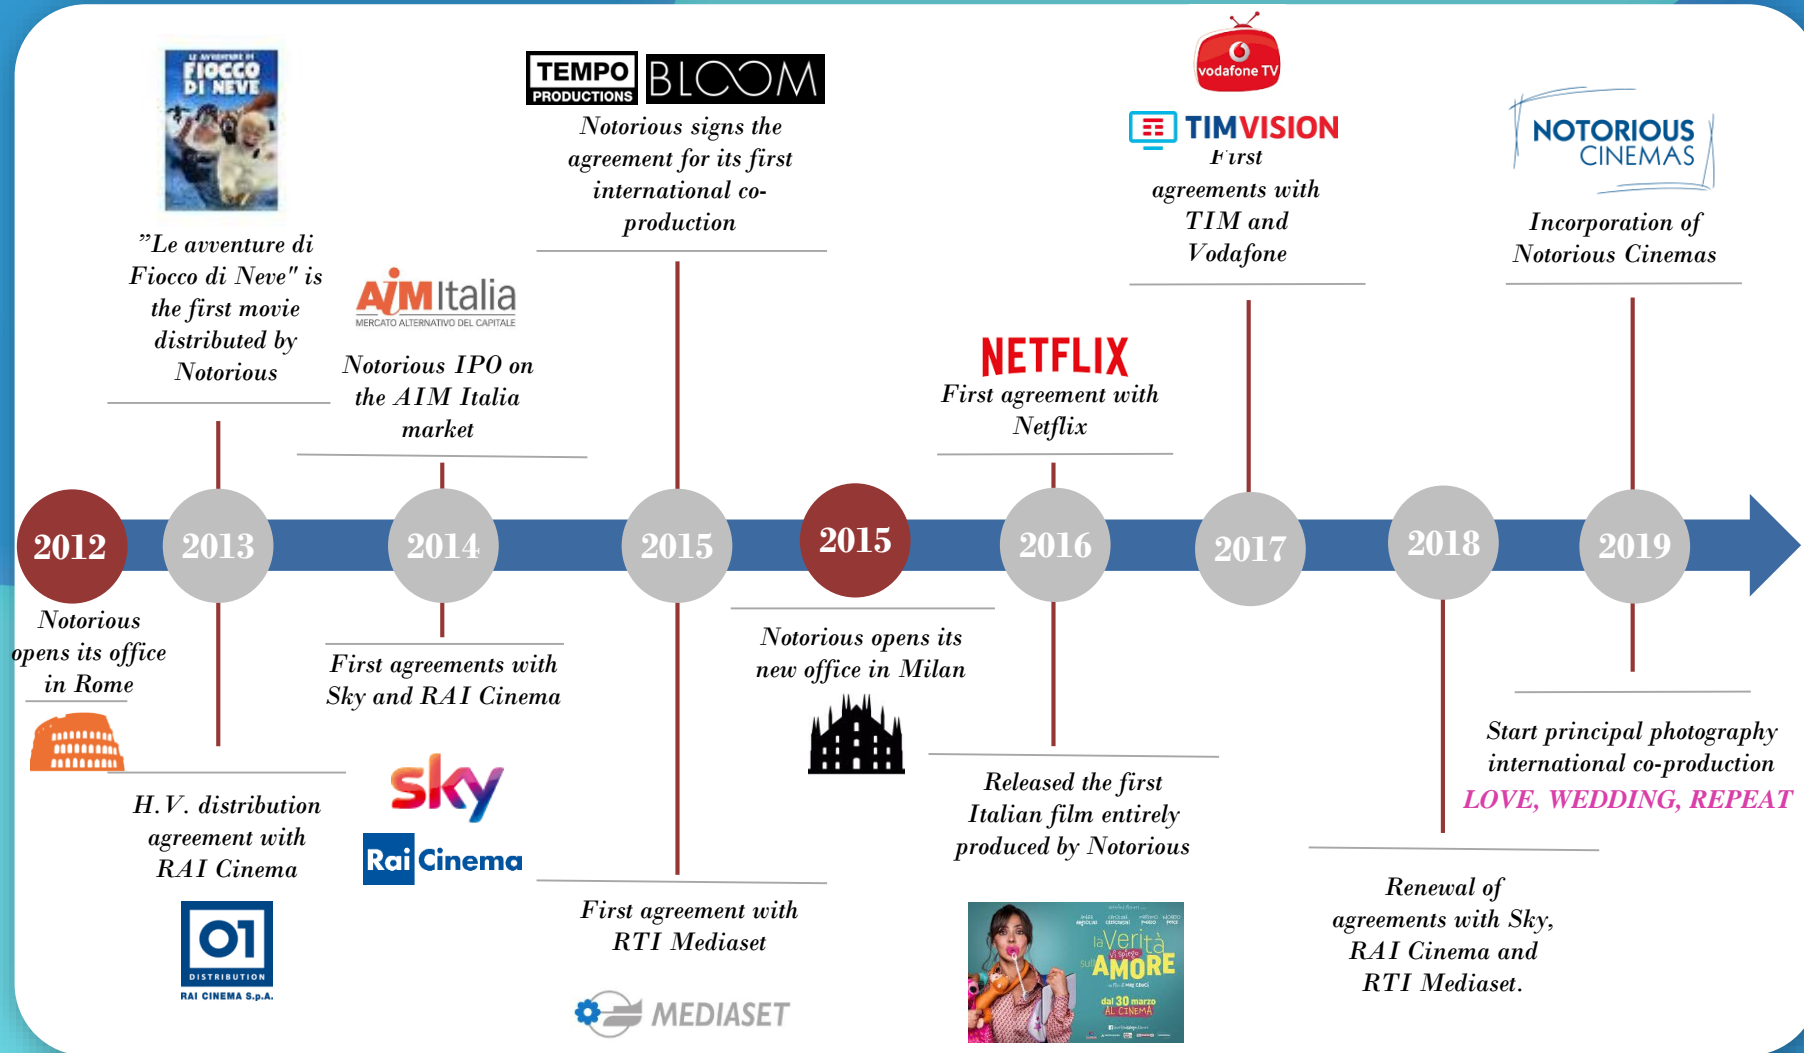 LE AVVENTURE DI
FIOCCO
DI NEVE
"Le avventure di
Fiocco di Neve" is
the first movie
distributed by
Notorious
AIM Italia
MERCATO ALTERNATIVO DEL CAPITALE
Notorious IPO on
the AIM Italia
market
TEMPO
PRODUCTIONS
BLOOM
Notorious signs the
agreement for its first
international co-
production
NETFLIX
First agreement with
Netflix
vodafone TV
TIMVISION
First
agreements with
TIM and
Vodafone
NOTORIOUS
CINEMAS
Incorporation of
Notorious Cinemas
2012
2013
2014
2015
2015
2016
2017
2018
2019
Notorious
opens its office
in Rome
H.V. distribution
agreement with
RAI Cinema
01
DISTRIBUTION
RAI CINEMA S.p.A.
First agreements with
Sky and RAI Cinema
sky
Rai Cinema
First agreement with
RTI Mediaset
MEDIASET
Notorious opens its
new office in Milan
Released the first
Italian film entirely
produced by Notorious
la Verità
vi spiego
sull'
AMORE
dal 30 marzo
AL CINEMA
Renewal of
agreements with Sky,
RAI Cinema and
RTI Mediaset.
Start principal photography
international co-production
LOVE, WEDDING, REPEAT